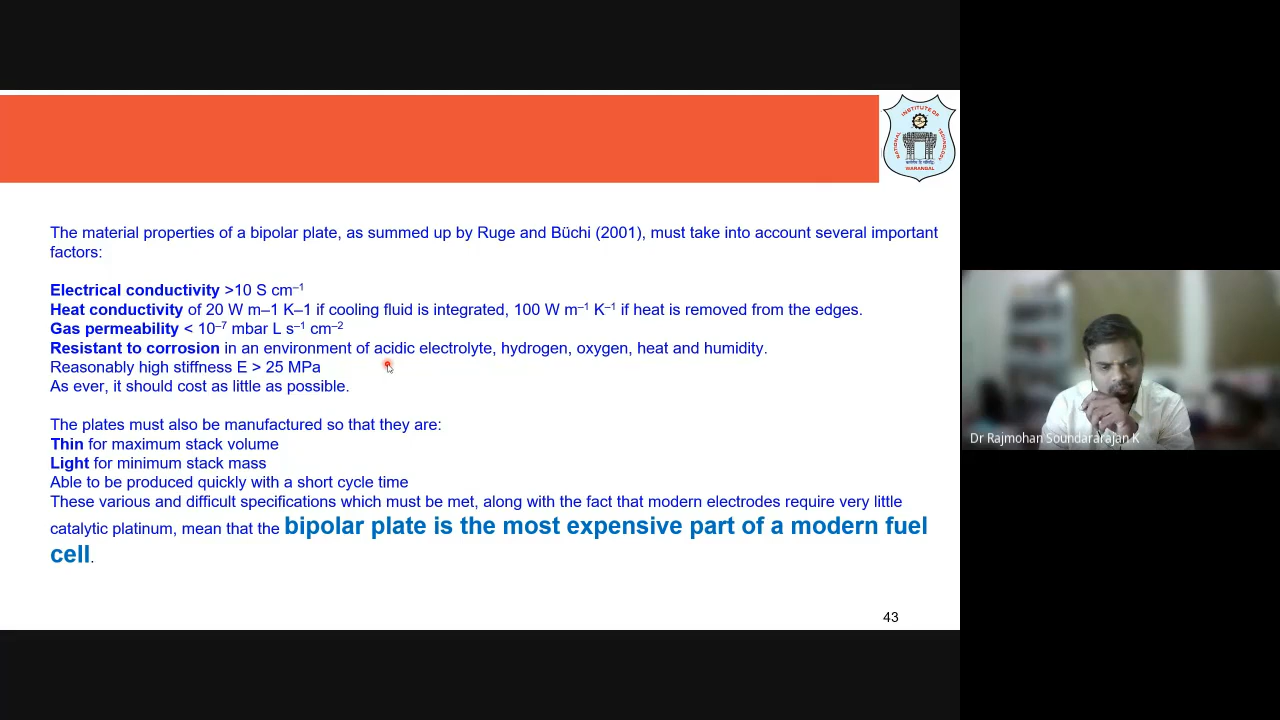 NATIONAL INSTITUTE OF TECHNOLOGY
WARANGAL
The material properties of a bipolar plate, as summed up by Ruge and Büchi (2001), must take into account several important
factors:
Electrical conductivity >10 S cm⁻¹
Heat conductivity of 20 W m–1 K–1 if cooling fluid is integrated, 100 W m⁻¹ K⁻¹ if heat is removed from the edges.
Gas permeability < 10⁻⁷ mbar L s⁻¹ cm⁻²
Resistant to corrosion in an environment of acidic electrolyte, hydrogen, oxygen, heat and humidity.
Reasonably high stiffness E > 25 MPa
As ever, it should cost as little as possible.
The plates must also be manufactured so that they are:
Thin for maximum stack volume
Light for minimum stack mass
Able to be produced quickly with a short cycle time
These various and difficult specifications which must be met, along with the fact that modern electrodes require very little
catalytic platinum, mean that the bipolar plate is the most expensive part of a modern fuel
cell.
43
Dr Rajmohan Soundararajan K